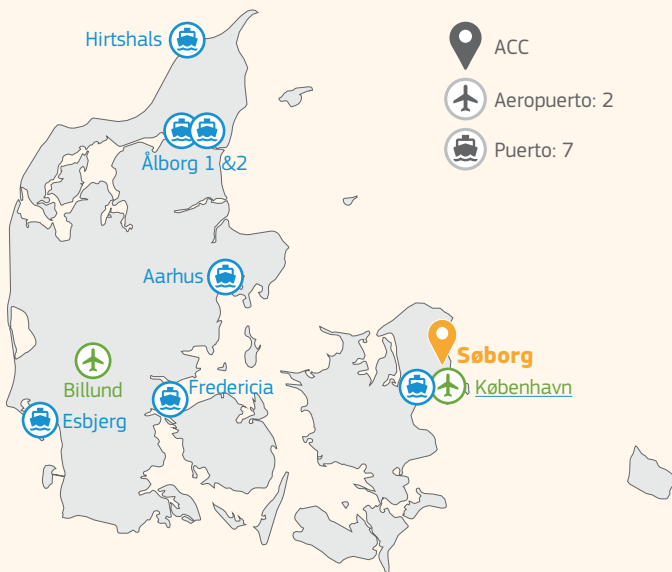 Hirtshals
ACC
Aeropuerto: 2
Puerto: 7
Ålborg 1 &2
Aarhus
Søborg
Billund
Fredericia
København
Esbjerg